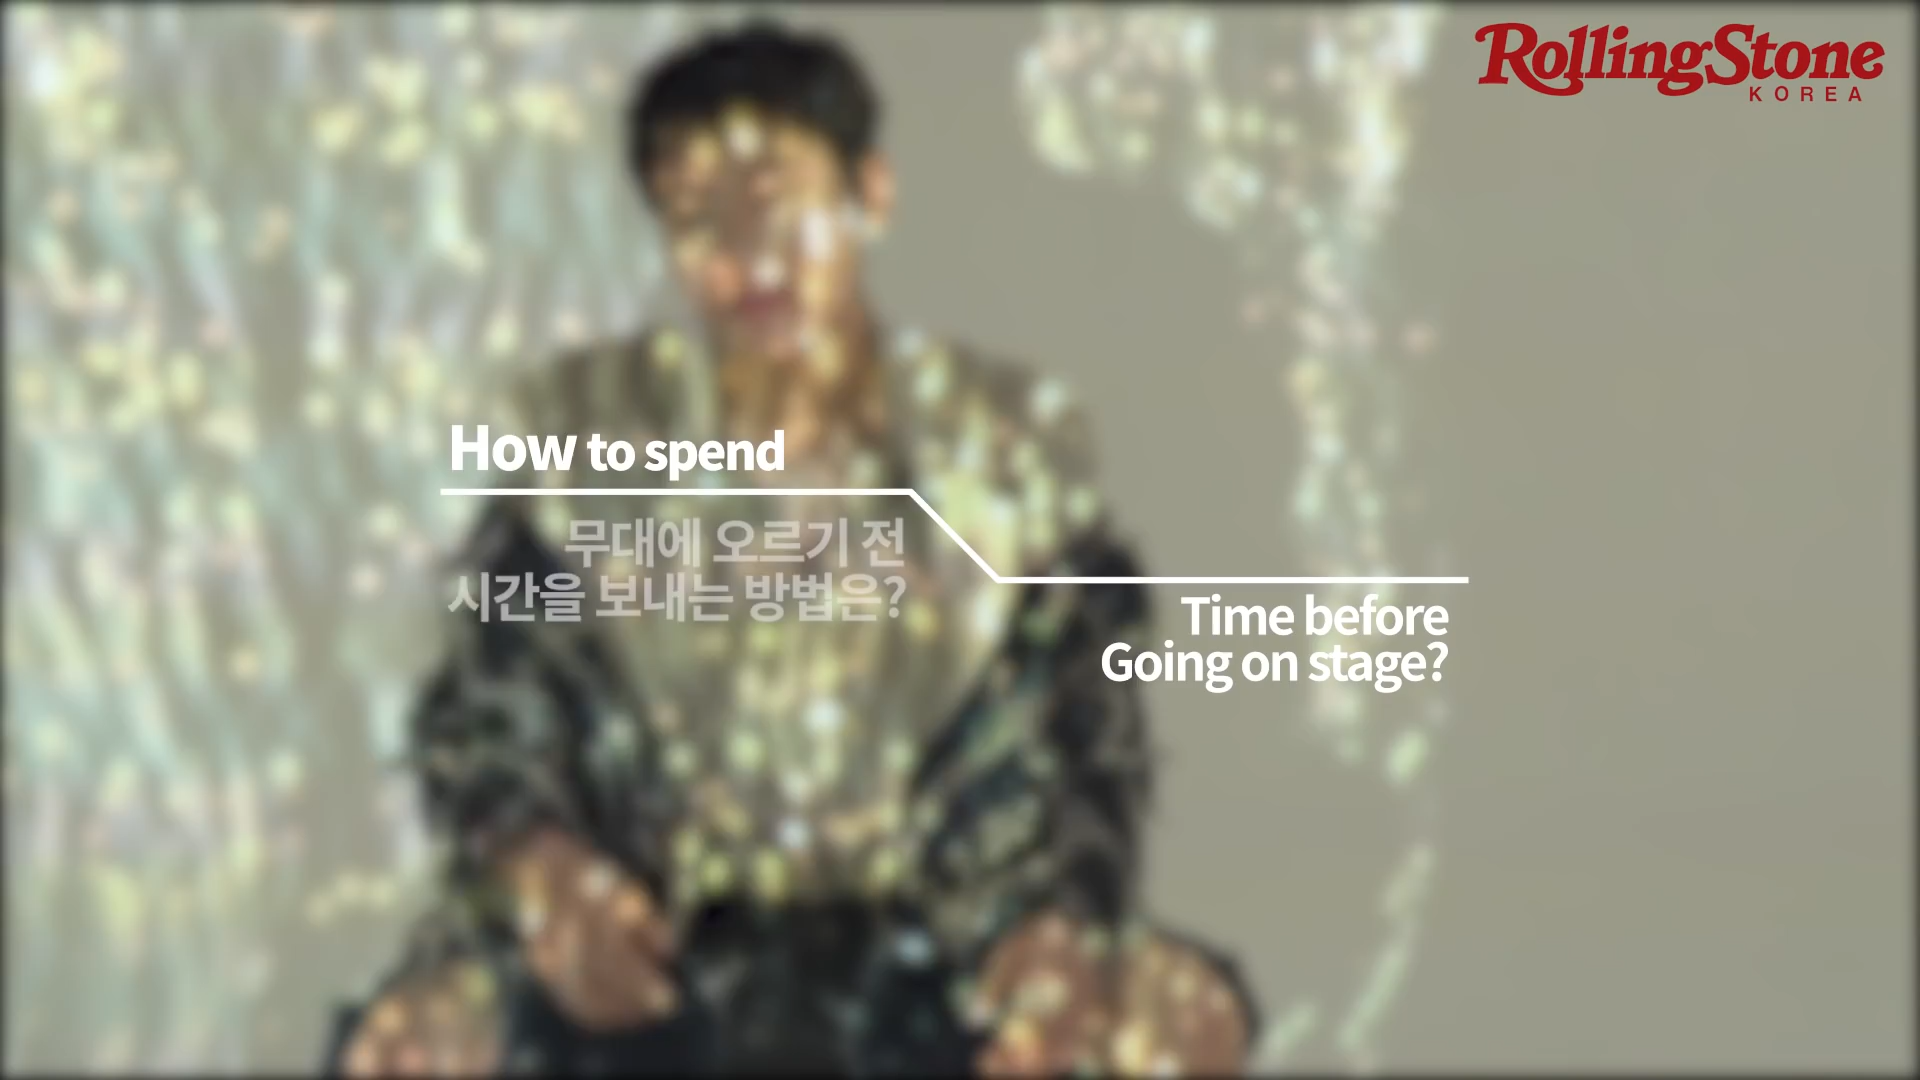 RollingStone
KOREA
How to spend
무대에 오르기 전
시간을 보내는 방법은?
Time before
Going on stage?